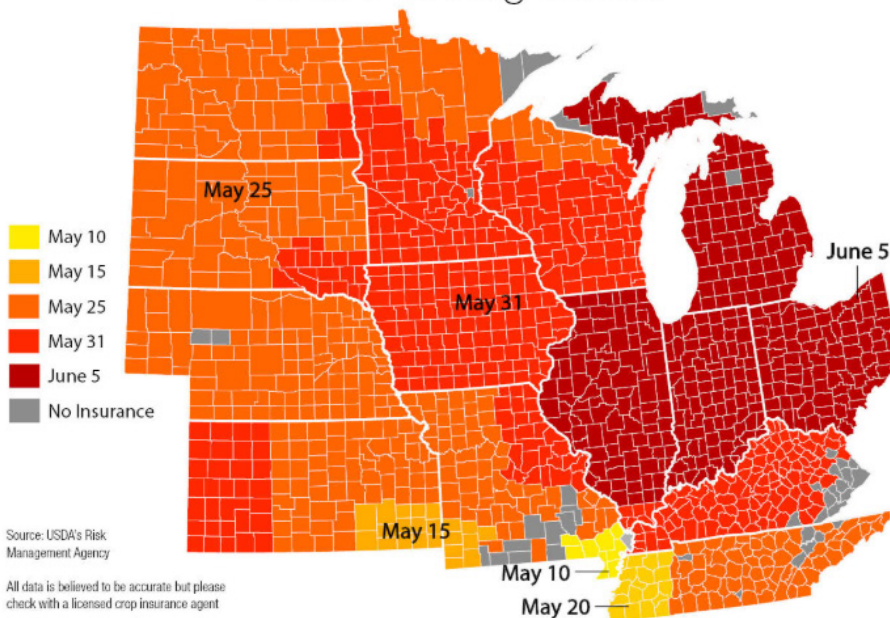 May 25
May 10
May 15
May 25
May 31
June 5
No Insurance
May 31
June 5
May 15
May 10
May 20
Source: USDA's Risk
Management Agency
All data is believed to be accurate but please
check with a licensed crop insurance agent